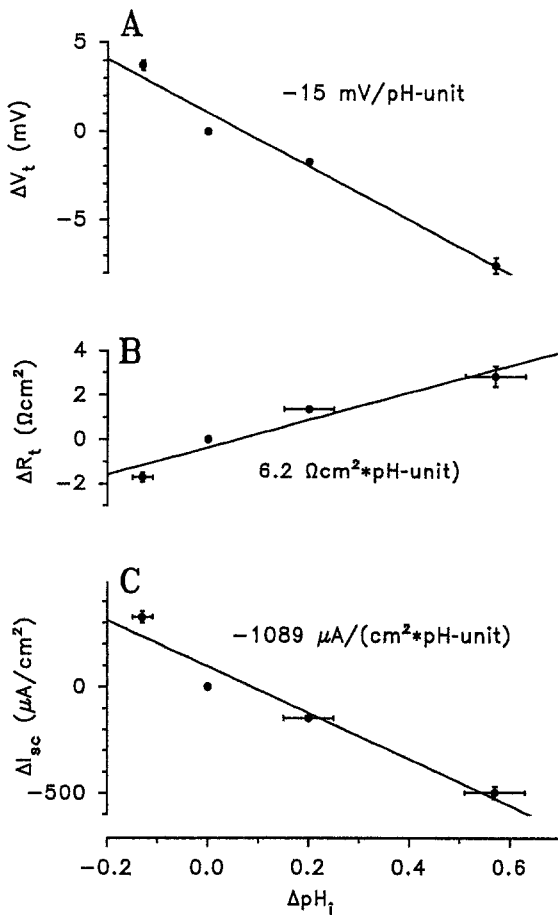 A
−15 mV/pH-unit
0
−5
ΔVt (mV)
B
4
2
0
−2
ΔRt (Ωcm²)
6.2 Ωcm²*pH-unit)
C
−1089 μA/(cm²*pH-unit)
0
−500
ΔIsc (μA/cm²)
−0.2 0.0 0.2 0.4 0.6
ΔpHi